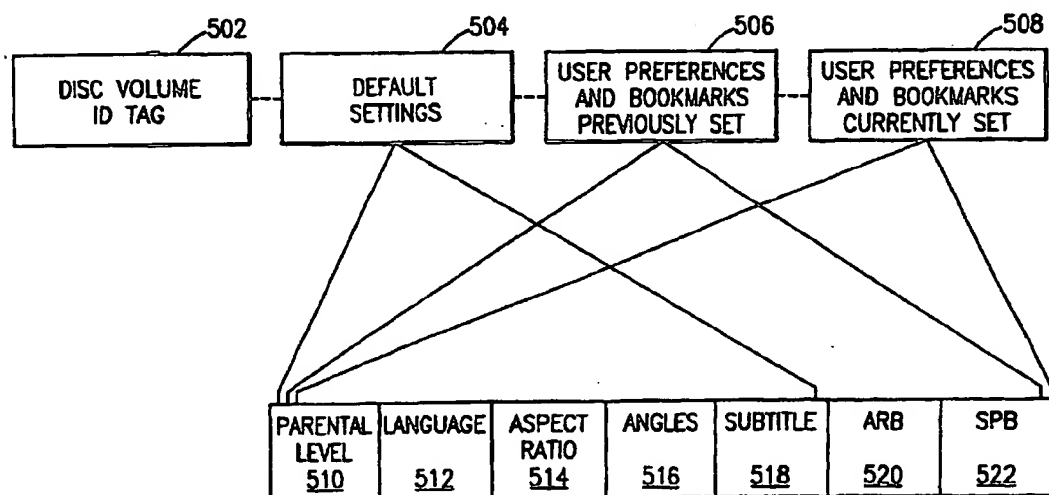 502
504
506
508
DISC VOLUME
ID TAG
DEFAULT
SETTINGS
USER PREFERENCES
AND BOOKMARKS
PREVIOUSLY SET
USER PREFERENCES
AND BOOKMARKS
CURRENTLY SET
PARENTAL
LEVEL
510
LANGUAGE
512
ASPECT
RATIO
514
ANGLES
516
SUBTITLE
518
ARB
520
SPB
522